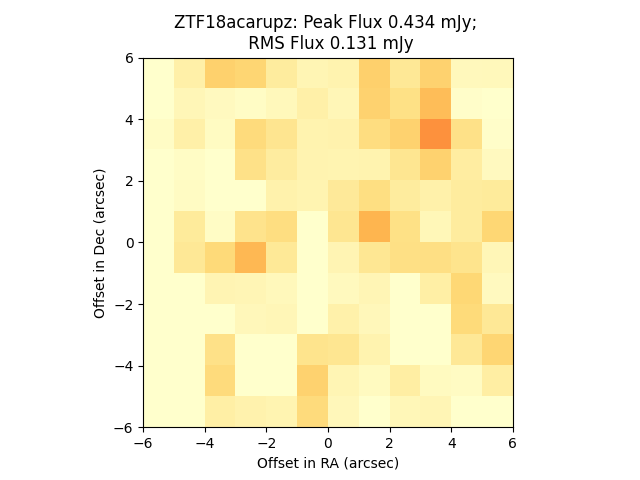 ZTF18acarupz: Peak Flux 0.434 mJy;
RMS Flux 0.131 mJy
6
4
2
0
−2
−4
−6
Offset in Dec (arcsec)
−6 −4 −2 0 2 4 6
Offset in RA (arcsec)